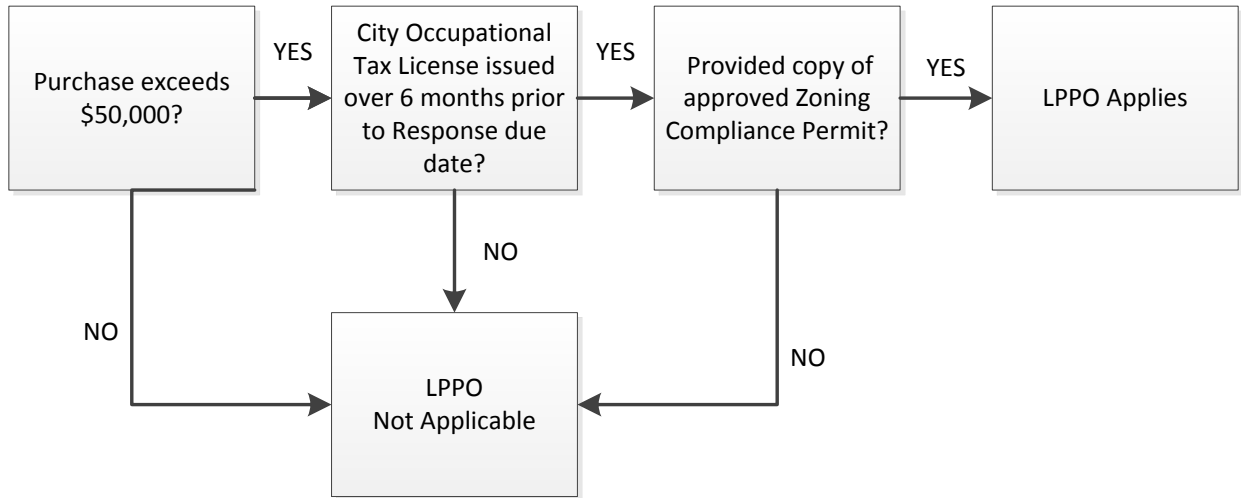 Purchase exceeds
$50,000?
YES
City Occupational
Tax License issued
over 6 months prior
to Response due
date?
YES
Provided copy of
approved Zoning
Compliance Permit?
YES
LPPO Applies
NO
NO
NO
LPPO
Not Applicable